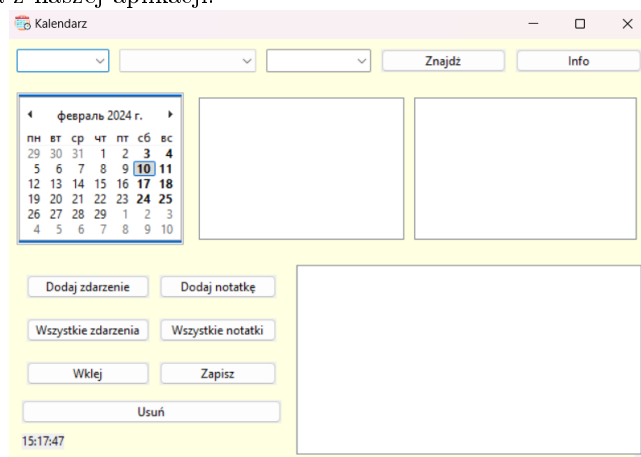 z naszej aplikacji.
Kalendarz
Znajdź Info
февраль 2024 г.
пн вт ср чт пт сб вс
29 30 31 1 2 3 4
5 6 7 8 9 10 11
12 13 14 15 16 17 18
19 20 21 22 23 24 25
26 27 28 29 1 2 3
4 5 6 7 8 9 10
Dodaj zdarzenie Dodaj notatkę
Wszystkie zdarzenia Wszystkie notatki
Wklej Zapisz
Usuń
15:17:47